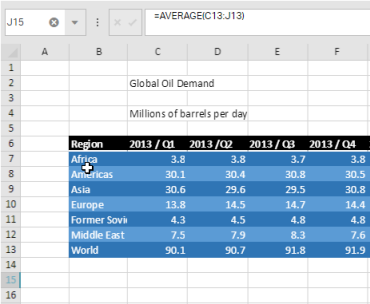 J15 =AVERAGE(C13:J13)
A B C D E F
1
2 Global Oil Demand
3
4 Millions of barrels per day
5
6 Region 2013 / Q1 2013 /Q2 2013 / Q3 2013 / Q4
7 Africa 3.8 3.8 3.7 3.8
8 Americas 30.1 30.4 30.8 30.5
9 Asia 30.6 29.6 29.5 30.8
10 Europe 13.8 14.5 14.7 14.4
11 Former Sovi 4.3 4.5 4.8 4.8
12 Middle East 7.5 7.9 8.3 7.6
13 World 90.1 90.7 91.8 91.9
14
15
16